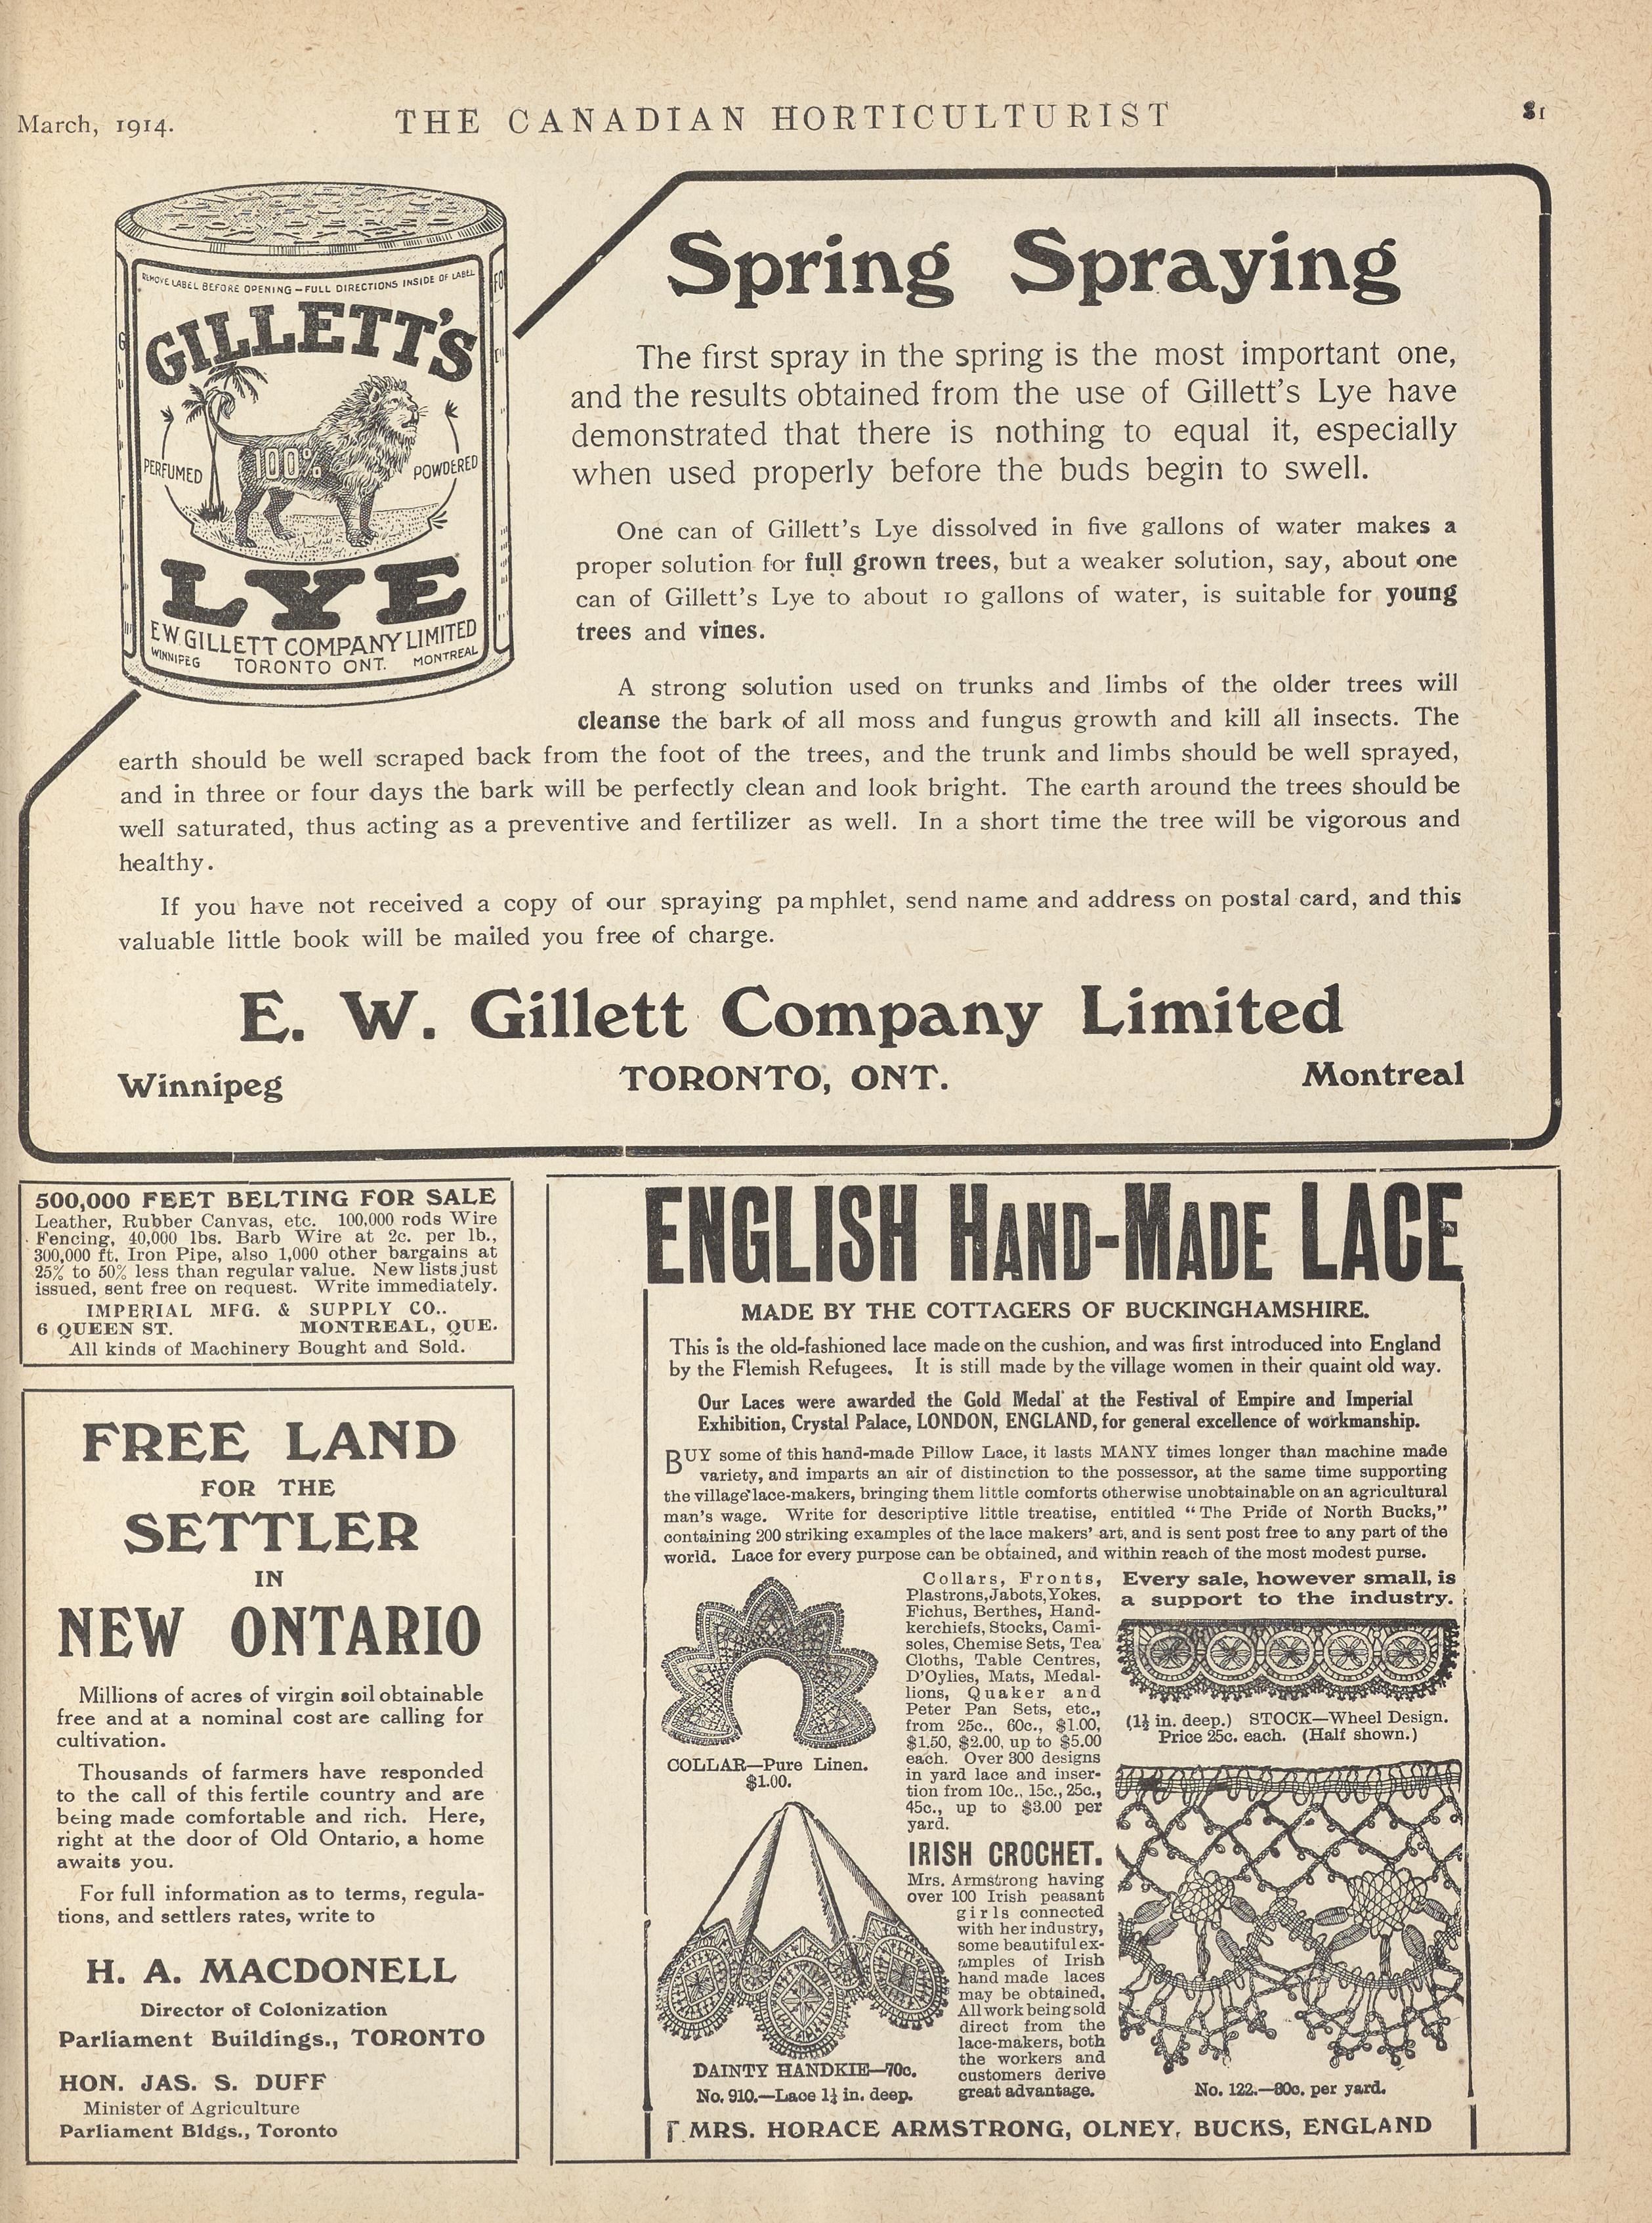 March, 1914.
THE CANADIAN HORTICULTURIST
81
REMOVE LABEL BEFORE OPENING - FULL DIRECTIONS INSIDE OF LABEL
GILLETT'S
100%
PERFUMED
POWDERED
LYE
E.W. GILLETT COMPANY LIMITED
WINNIPEG TORONTO ONT. MONTREAL
Spring Spraying
The first spray in the spring is the most important one,
and the results obtained from the use of Gillett's Lye have
demonstrated that there is nothing to equal it, especially
when used properly before the buds begin to swell.
One can of Gillett's Lye dissolved in five gallons of water makes a
proper solution for full grown trees, but a weaker solution, say, about one
can of Gillett's Lye to about 10 gallons of water, is suitable for young
trees and vines.
A strong solution used on trunks and limbs of the older trees will
cleanse the bark of all moss and fungus growth and kill all insects. The
earth should be well scraped back from the foot of the trees, and the trunk and limbs should be well sprayed,
and in three or four days the bark will be perfectly clean and look bright. The earth around the trees should be
well saturated, thus acting as a preventive and fertilizer as well. In a short time the tree will be vigorous and
healthy.
If you have not received a copy of our spraying pamphlet, send name and address on postal card, and this
valuable little book will be mailed you free of charge.
E. W. Gillett Company Limited
Winnipeg TORONTO, ONT. Montreal
500,000 FEET BELTING FOR SALE
Leather, Rubber Canvas, etc. 100,000 rods Wire
Fencing, 40,000 lbs. Barb Wire at 2c. per lb.,
300,000 ft. Iron Pipe, also 1,000 other bargains at
25% to 50% less than regular value. New lists just
issued, sent free on request. Write immediately.
IMPERIAL MFG. & SUPPLY CO..
6 QUEEN ST. MONTREAL, QUE.
All kinds of Machinery Bought and Sold.
FREE LAND
FOR THE
SETTLER
IN
NEW ONTARIO
Millions of acres of virgin soil obtainable
free and at a nominal cost are calling for
cultivation.
Thousands of farmers have responded
to the call of this fertile country and are
being made comfortable and rich. Here,
right at the door of Old Ontario, a home
awaits you.
For full information as to terms, regula-
tions, and settlers rates, write to
H. A. MACDONELL
Director of Colonization
Parliament Buildings., TORONTO
HON. JAS. S. DUFF
Minister of Agriculture
Parliament Bldgs., Toronto
ENGLISH HAND-MADE LACE
MADE BY THE COTTAGERS OF BUCKINGHAMSHIRE.
This is the old-fashioned lace made on the cushion, and was first introduced into England
by the Flemish Refugees. It is still made by the village women in their quaint old way.
Our Laces were awarded the Gold Medal at the Festival of Empire and Imperial
Exhibition, Crystal Palace, LONDON, ENGLAND, for general excellence of workmanship.
BUY some of this hand-made Pillow Lace, it lasts MANY times longer than machine made
variety, and imparts an air of distinction to the possessor, at the same time supporting
the village lace-makers, bringing them little comforts otherwise unobtainable on an agricultural
man's wage. Write for descriptive little treatise, entitled "The Pride of North Bucks,"
containing 200 striking examples of the lace makers' art, and is sent post free to any part of the
world. Lace for every purpose can be obtained, and within reach of the most modest purse.
COLLAR—Pure Linen.
$1.00.
DAINTY HANDKIE—70c.
No. 910.—Lace 1½ in. deep.
Collars, Fronts,
Plastrons, Jabots, Yokes,
Fichus, Berthes, Hand-
kerchiefs, Stocks, Cami-
soles, Chemise Sets, Tea
Cloths, Table Centres,
D'Oylies, Mats, Medal-
lions, Quaker and
Peter Pan Sets, etc.,
from 25c., 60c., $1.00,
$1.50, $2.00, up to $5.00
each. Over 300 designs
in yard lace and inser-
tion from 10c., 15c., 25c.,
45c., up to $3.00 per
yard.
IRISH CROCHET.
Mrs. Armstrong having
over 100 Irish peasant
girls connected
with her industry,
some beautiful ex-
amples of Irish
hand made laces
may be obtained.
All work being sold
direct from the
lace-makers, both
the workers and
customers derive
great advantage.
Every sale, however small, is
a support to the industry.
(1½ in. deep.) STOCK—Wheel Design.
Price 25c. each. (Half shown.)
No. 122.—80c. per yard.
MRS. HORACE ARMSTRONG, OLNEY, BUCKS, ENGLAND